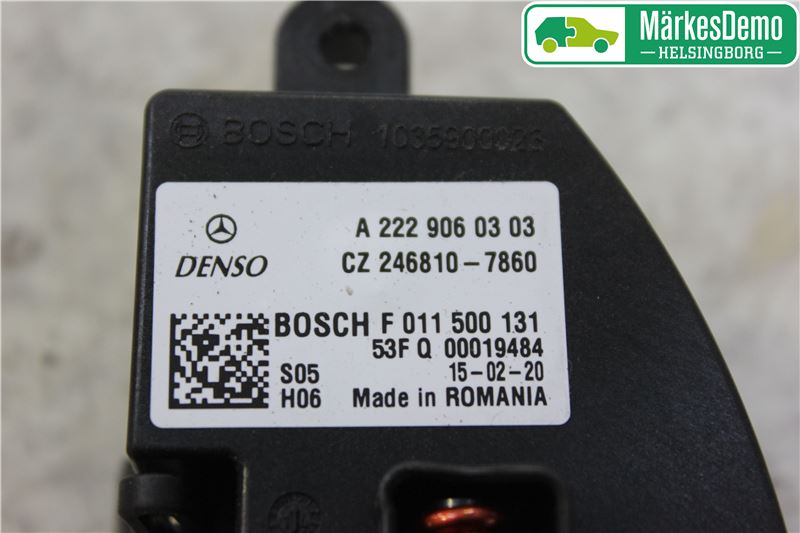 MärkesDemo
HELSINGBORG
BOSCH 1035900023
A 222 906 03 03
DENSO CZ 246810-7860
BOSCH F 011 500 131
53F Q 00019484
S05 15-02-20
H06 Made in ROMANIA